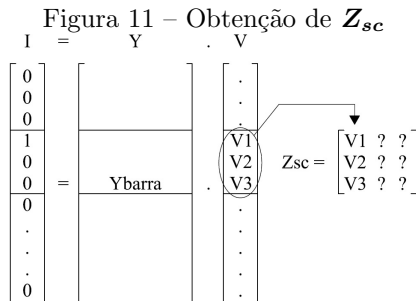 Figura 11 – Obtenção de Zsc
I = Y . V
0 .
0 .
0 .
1 V1 V1 ? ?
0 V2 Zsc = V2 ? ?
0 = Ybarra . V3 V3 ? ?
0 .
. .
. .
. .
0 .